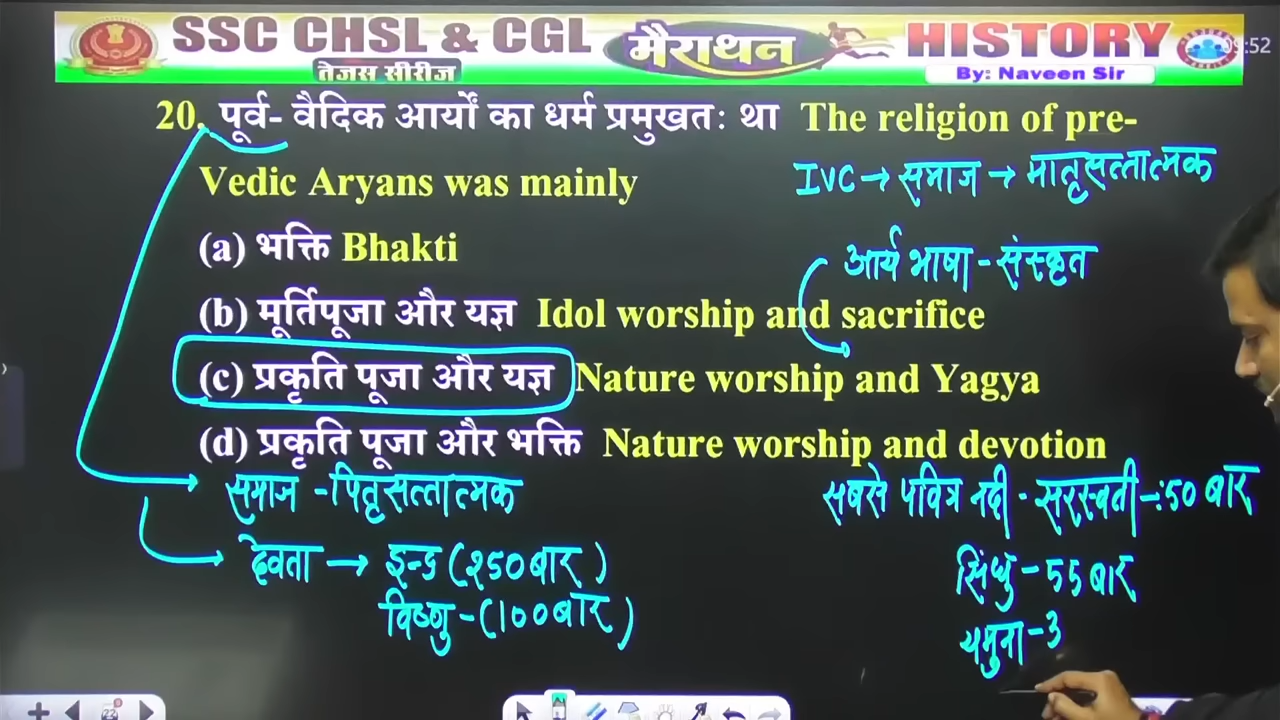 SSC CHSL & CGL
तेजस सीरीज
मैराथन
HISTORY
By: Naveen Sir
09:52
20. पूर्व- वैदिक आर्यों का धर्म प्रमुखतः था The religion of pre-
Vedic Aryans was mainly
IVC → समाज → मातृसत्तात्मक
(a) भक्ति Bhakti
आर्य भाषा - संस्कृत
(b) मूर्तिपूजा और यज्ञ Idol worship and sacrifice
(c) प्रकृति पूजा और यज्ञ Nature worship and Yagya
(d) प्रकृति पूजा और भक्ति Nature worship and devotion
समाज - पितृसत्तात्मक
सबसे पवित्र नदी - सरस्वती -: 50 बार
देवता → इन्द्र (250 बार)
सिंधु - 55 बार
विष्णु - (100 बार)
यमुना - 3